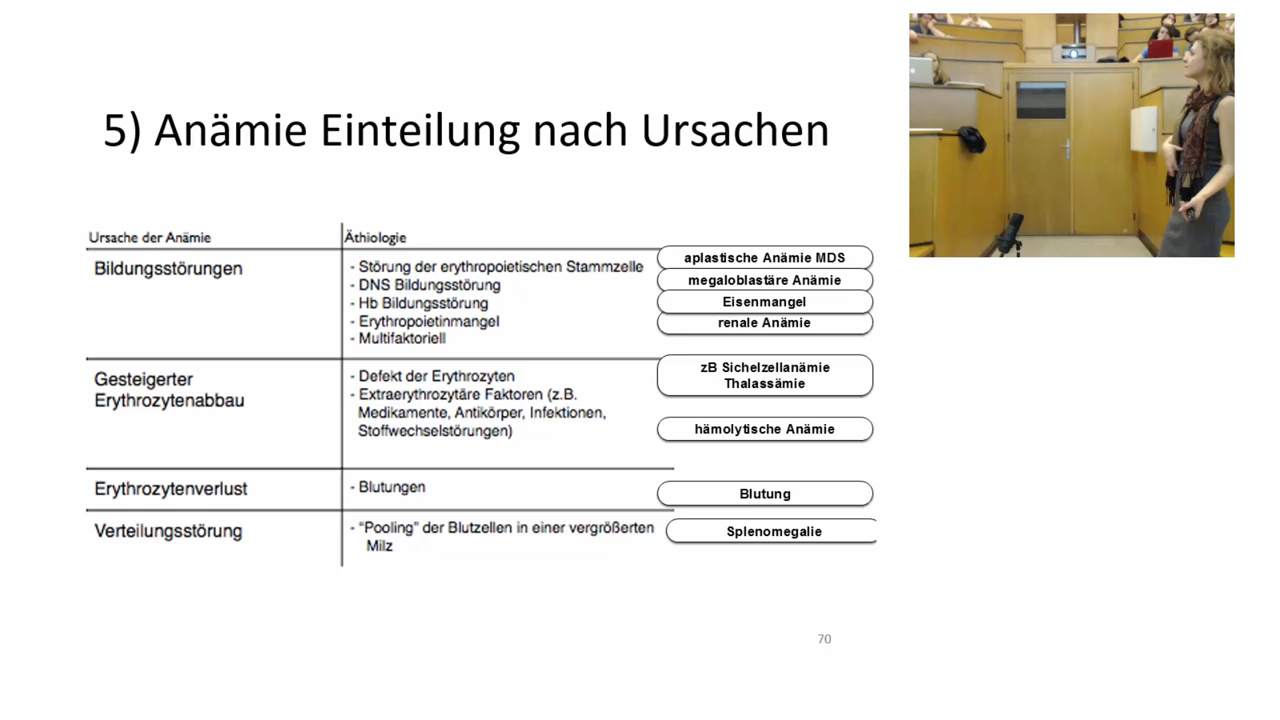 5) Anämie Einteilung nach Ursachen
Ursache der Anämie
Äthiologie
Bildungsstörungen
- Störung der erythropoietischen Stammzelle
- DNS Bildungsstörung
- Hb Bildungsstörung
- Erythropoietinmangel
- Multifaktoriell
aplastische Anämie MDS
megaloblastäre Anämie
Eisenmangel
renale Anämie
Gesteigerter
Erythrozytenabbau
- Defekt der Erythrozyten
- Extraerythrozytäre Faktoren (z.B.
Medikamente, Antikörper, Infektionen,
Stoffwechselstörungen)
zB Sichelzellanämie
Thalassämie
hämolytische Anämie
Erythrozytenverlust
- Blutungen
Blutung
Verteilungsstörung
- "Pooling" der Blutzellen in einer vergrößerten
Milz
Splenomegalie
70